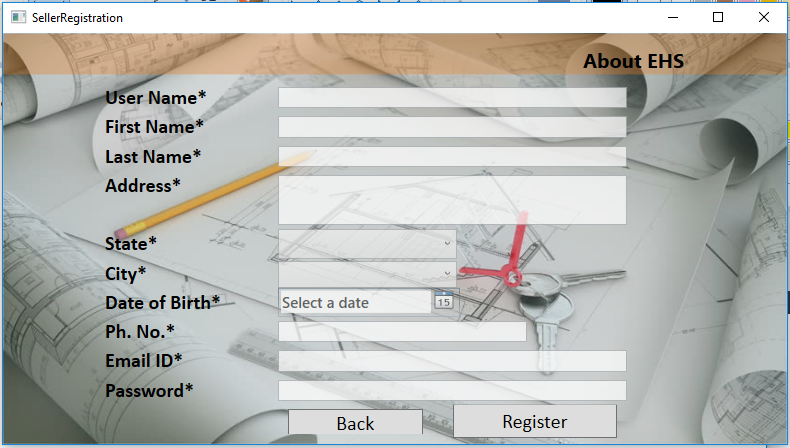 SellerRegistration
About EHS
User Name*
First Name*
Last Name*
Address*
State*
City*
Date of Birth* Select a date 15
Ph. No.*
Email ID*
Password*
Back Register